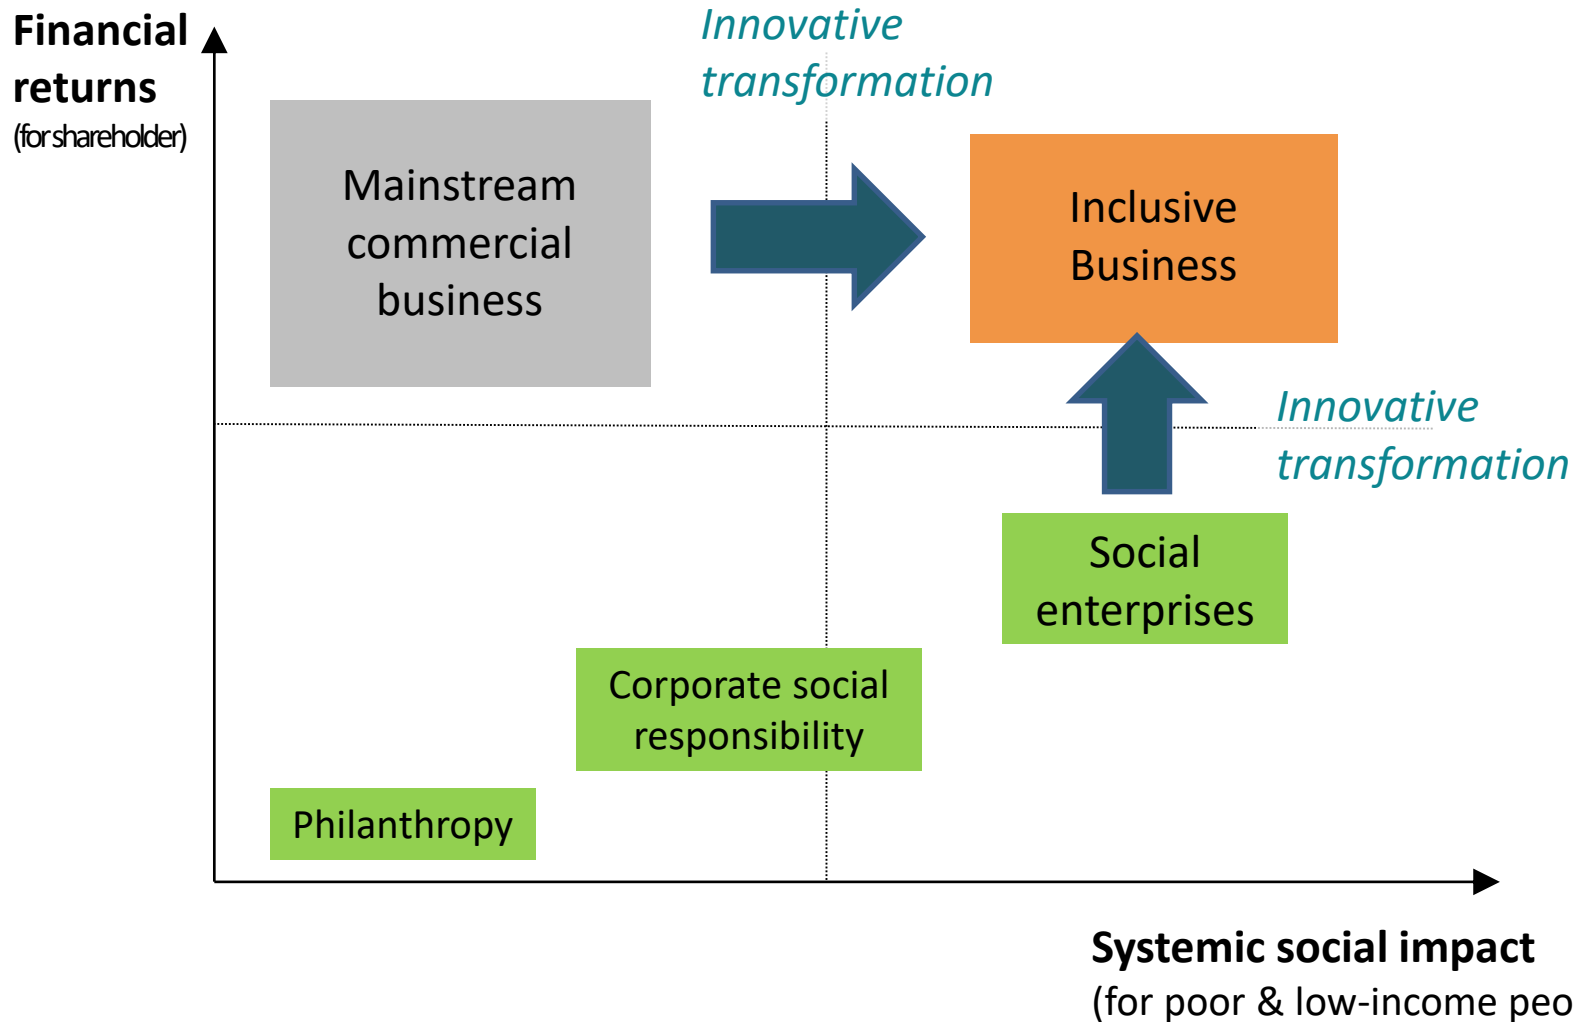 Financial
returns
(for shareholder)
Innovative
transformation
Mainstream
commercial
business
Inclusive
Business
Innovative
transformation
Social
enterprises
Corporate social
responsibility
Philanthropy
Systemic social impact
(for poor & low-income peo